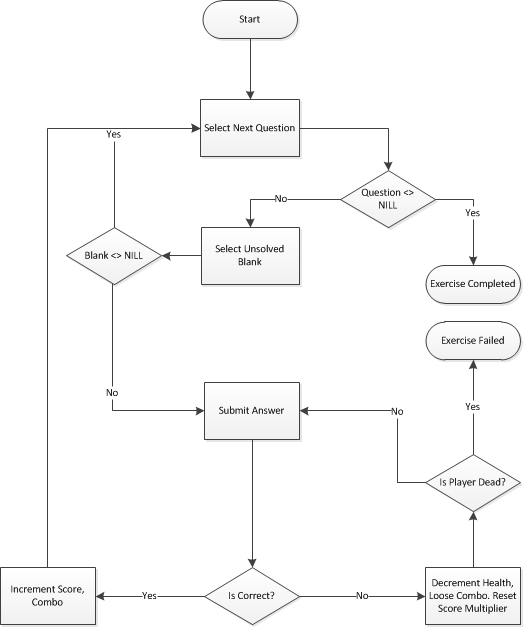 Start
Select Next Question
Yes
Question <>
NILL
No
Yes
Select Unsolved
Blank
Blank <> NILL
Exercise Completed
Exercise Failed
No
Submit Answer
No
Yes
Is Player Dead?
Increment Score,
Combo
Yes
Is Correct?
No
Decrement Health,
Loose Combo. Reset
Score Multiplier